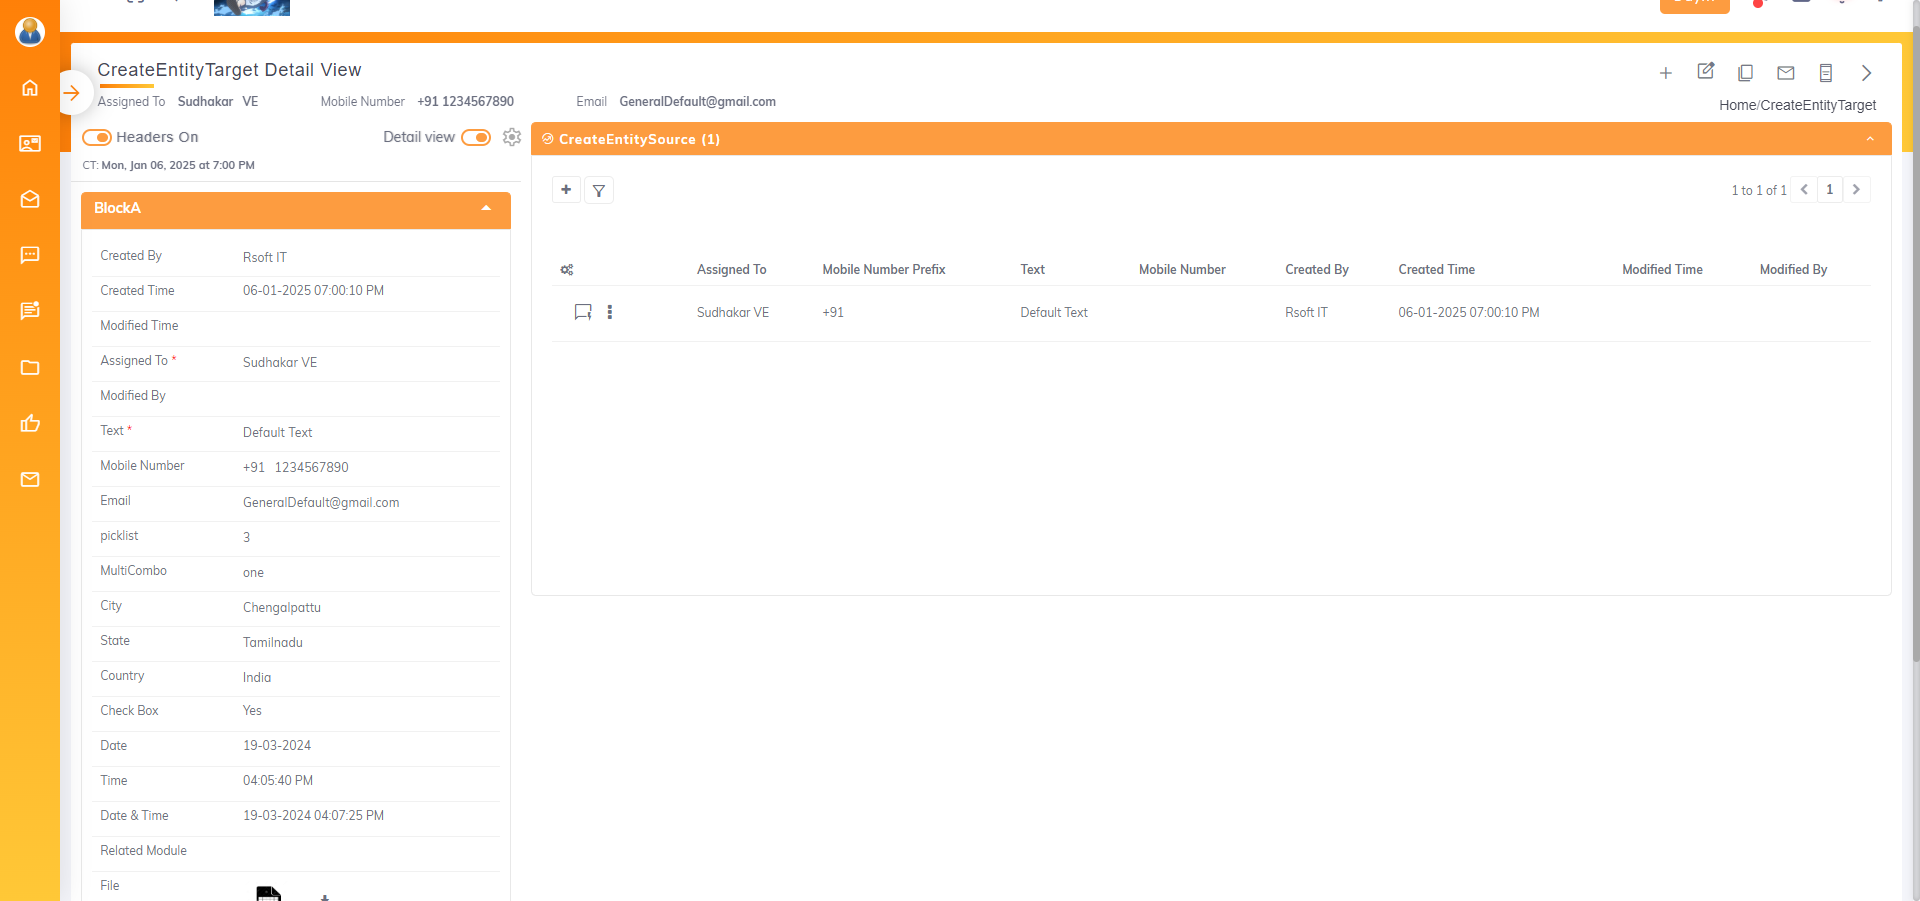 CreateEntityTarget Detail View
Assigned To Sudhakar VE Mobile Number +91 1234567890 Email GeneralDefault@gmail.com
Home/CreateEntityTarget
Headers On Detail view
CT: Mon, Jan 06, 2025 at 7:00 PM
BlockA
Created By Rsoft IT
Created Time 06-01-2025 07:00:10 PM
Modified Time
Assigned To * Sudhakar VE
Modified By
Text * Default Text
Mobile Number +91 1234567890
Email GeneralDefault@gmail.com
picklist 3
MultiCombo one
City Chengalpattu
State Tamilnadu
Country India
Check Box Yes
Date 19-03-2024
Time 04:05:40 PM
Date & Time 19-03-2024 04:07:25 PM
Related Module
File
CreateEntitySource (1)
1 to 1 of 1 1
Assigned To Mobile Number Prefix Text Mobile Number Created By Created Time Modified Time Modified By
Sudhakar VE +91 Default Text Rsoft IT 06-01-2025 07:00:10 PM